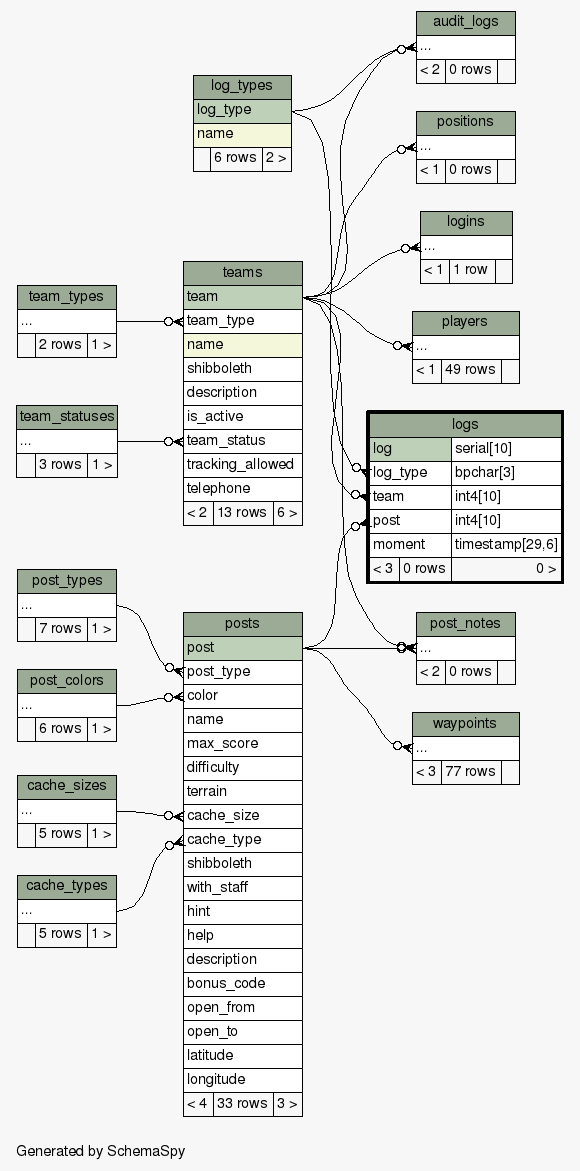 audit_logs
...
< 2 0 rows
log_types
log_type
name
6 rows 2 >
positions
...
< 1 0 rows
logins
...
< 1 1 row
teams
team
team_type
name
shibboleth
description
is_active
team_status
tracking_allowed
telephone
< 2 13 rows 6 >
team_types
...
2 rows 1 >
team_statuses
...
3 rows 1 >
players
...
< 1 49 rows
logs
log serial[10]
log_type bpchar[3]
team int4[10]
post int4[10]
moment timestamp[29,6]
< 3 0 rows 0 >
post_types
...
7 rows 1 >
post_colors
...
6 rows 1 >
cache_sizes
...
5 rows 1 >
cache_types
...
5 rows 1 >
posts
post
post_type
color
name
max_score
difficulty
terrain
cache_size
cache_type
shibboleth
with_staff
hint
help
description
bonus_code
open_from
open_to
latitude
longitude
< 4 33 rows 3 >
post_notes
...
< 2 0 rows
waypoints
...
< 3 77 rows
Generated by SchemaSpy